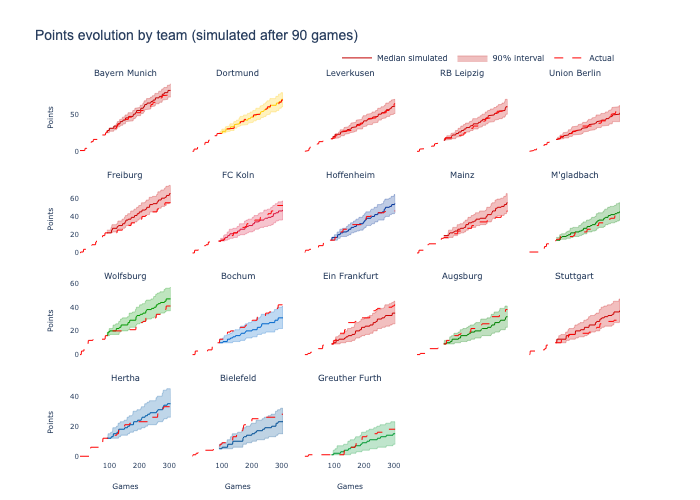 Points evolution by team (simulated after 90 games)
Median simulated 90% interval Actual
Bayern Munich Dortmund Leverkusen RB Leipzig Union Berlin
Points
50
0
Freiburg FC Koln Hoffenheim Mainz M'gladbach
Points
60
40
20
0
Wolfsburg Bochum Ein Frankfurt Augsburg Stuttgart
Points
60
40
20
0
Hertha Bielefeld Greuther Furth
Points
40
20
0
100 200 300 100 200 300 100 200 300
Games Games